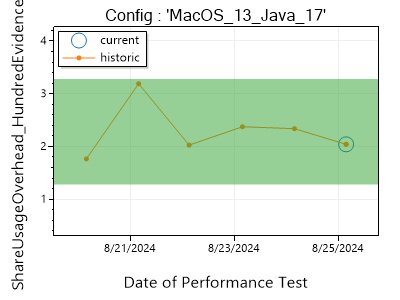 Config : 'MacOS_13_Java_17'
ShareUsageOverhead_HundredEvidence
4
3
2
1
current
historic
8/21/2024
8/23/2024
8/25/2024
Date of Performance Test